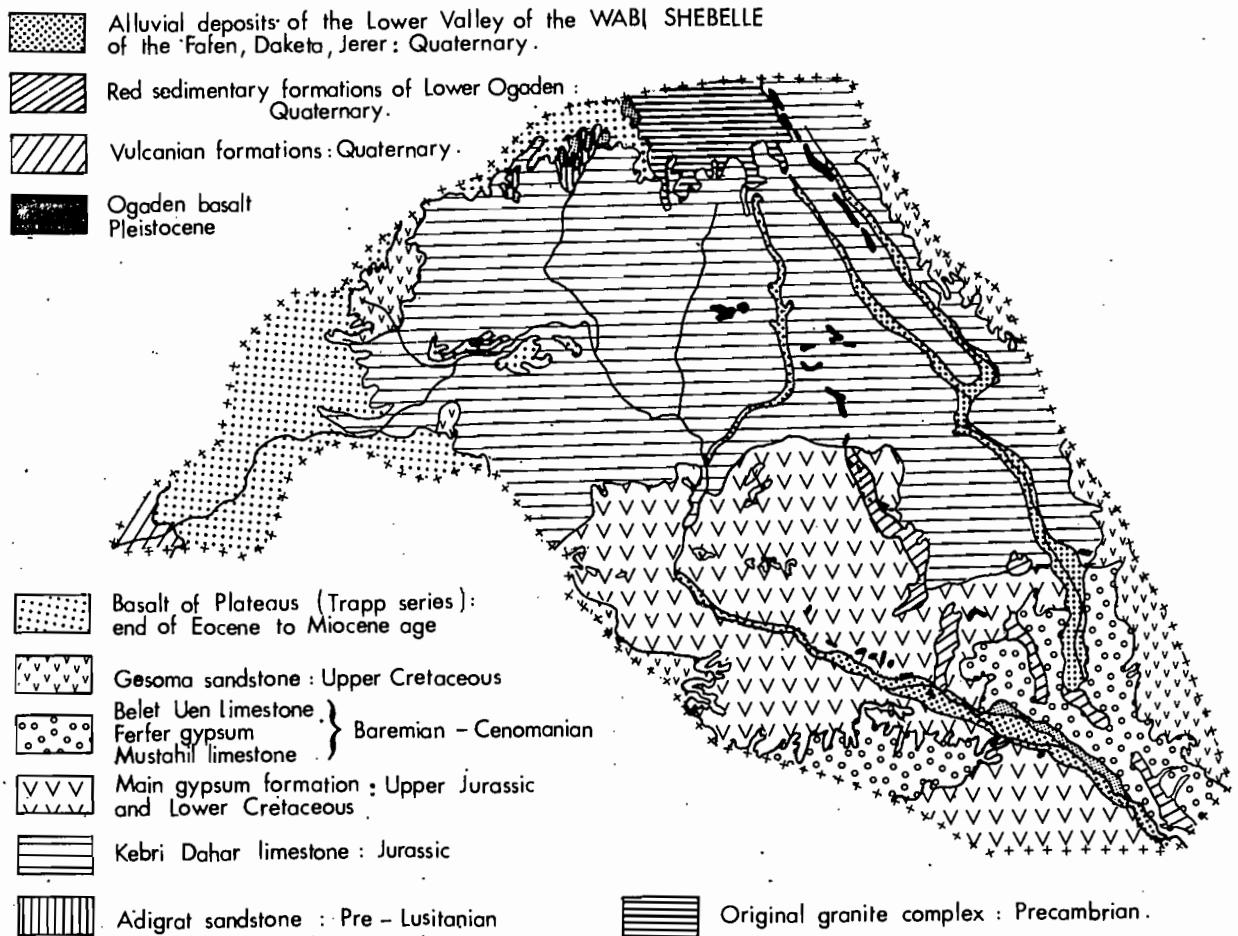 Alluvial deposits of the Lower Valley of the WABI SHEBELLE
of the Fafen, Daketa, Jerer : Quaternary.
Red sedimentary formations of Lower Ogaden :
Quaternary.
Vulcanian formations : Quaternary.
Ogaden basalt
Pleistocene
Basalt of Plateaus (Trapp series) :
end of Eocene to Miocene age
Gesoma sandstone : Upper Cretaceous
Belet Uen Limestone
Ferfer gypsum } Baremian - Cenomanian
Mustahil limestone
Main gypsum formation : Upper Jurassic
and Lower Cretaceous
Kebri Dahar limestone : Jurassic
Adigrat sandstone : Pre - Lusitanian
Original granite complex : Precambrian.